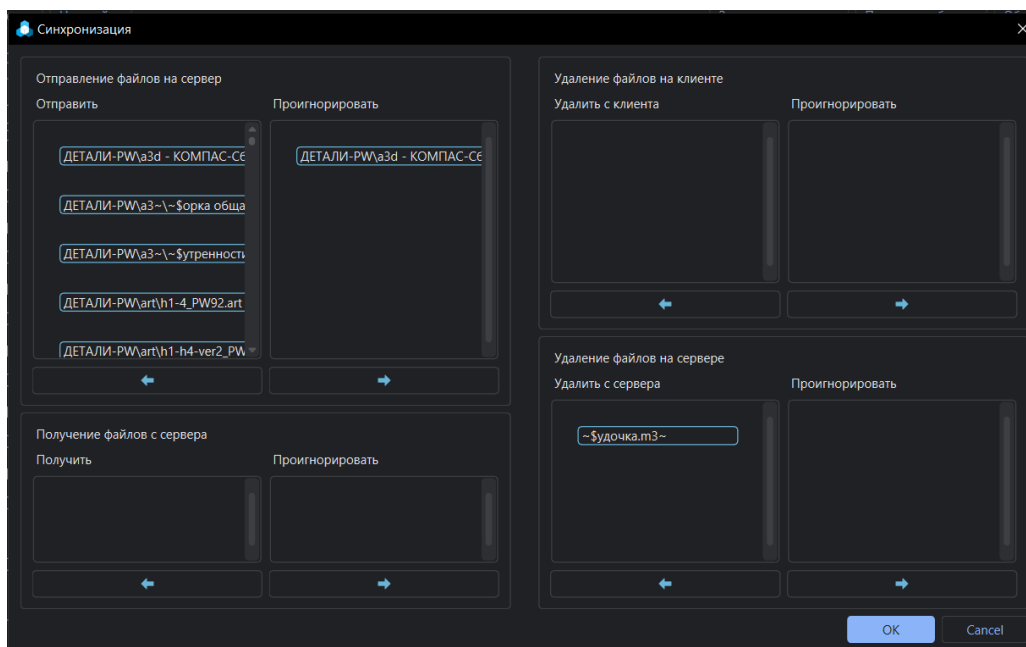 Синхронизация
Отправление файлов на сервер
Отправить
Проигнорировать
ДЕТАЛИ-PW\a3d - КОМПАС-Сб
ДЕТАЛИ-PW\a3~\~$орка обща
ДЕТАЛИ-PW\a3~\~$утренности
ДЕТАЛИ-PW\art\h1-4_PW92.art
ДЕТАЛИ-PW\art\h1-h4-ver2_PW
ДЕТАЛИ-PW\a3d - КОМПАС-Сб
Получение файлов с сервера
Получить
Проигнорировать
Удаление файлов на клиенте
Удалить с клиента
Проигнорировать
Удаление файлов на сервере
Удалить с сервера
Проигнорировать
~$удочка.m3~
OK
Cancel